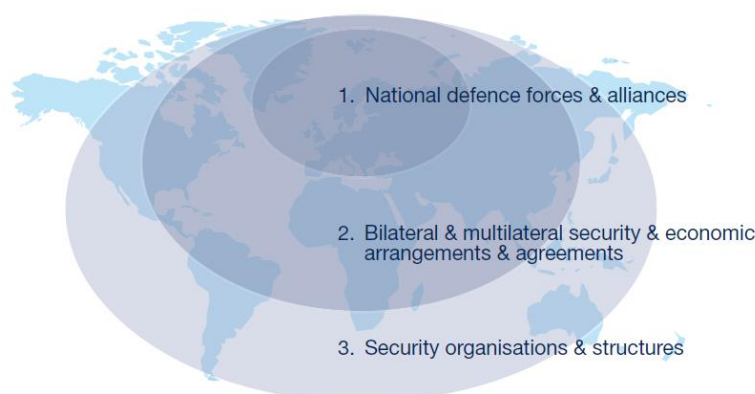 1. National defence forces & alliances
2. Bilateral & multilateral security & economic
arrangements & agreements
3. Security organisations & structures